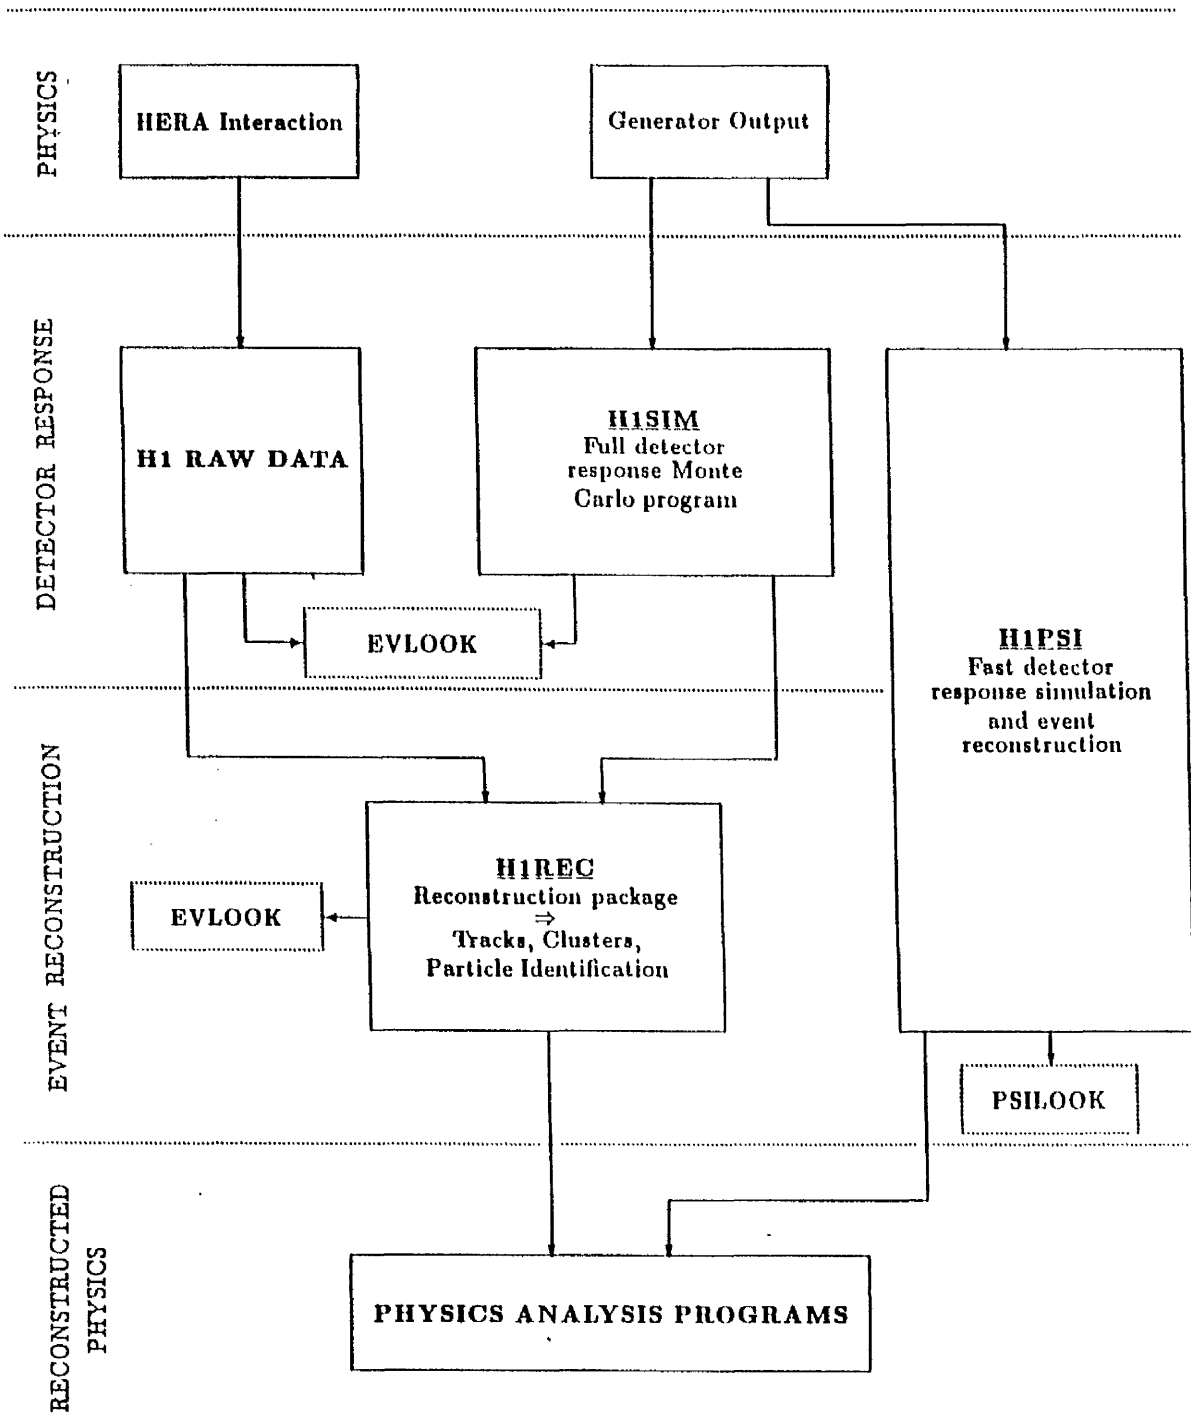 PHYSICS
HERA Interaction
Generator Output
DETECTOR RESPONSE
H1 RAW DATA
H1SIM
Full detector
response Monte
Carlo program
EVLOOK
H1PSI
Fast detector
response simulation
and event
reconstruction
EVENT RECONSTRUCTION
H1REC
Reconstruction package
⇒
Tracks, Clusters,
Particle Identification
EVLOOK
PSILOOK
RECONSTRUCTED
PHYSICS
PHYSICS ANALYSIS PROGRAMS